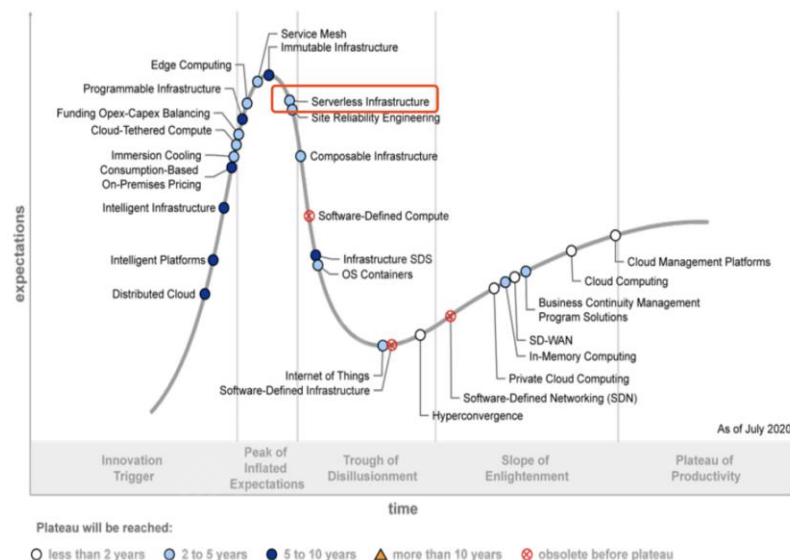 Service Mesh
Immutable Infrastructure
Edge Computing
Programmable Infrastructure
Serverless Infrastructure
Funding Opex-Capex Balancing
Site Reliability Engineering
Cloud-Tethered Compute
Immersion Cooling
Composable Infrastructure
Consumption-Based
On-Premises Pricing
Intelligent Infrastructure
Software-Defined Compute
Intelligent Platforms
Infrastructure SDS
OS Containers
Distributed Cloud
Cloud Management Platforms
Cloud Computing
Business Continuity Management
Program Solutions
SD-WAN
In-Memory Computing
Internet of Things
Private Cloud Computing
Software-Defined Infrastructure
Software-Defined Networking (SDN)
Hyperconvergence
As of July 2020
expectations
Innovation
Trigger
Peak of
Inflated
Expectations
Trough of
Disillusionment
Slope of
Enlightenment
Plateau of
Productivity
time
Plateau will be reached:
less than 2 years
2 to 5 years
5 to 10 years
more than 10 years
obsolete before plateau